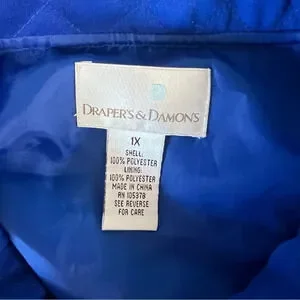 DRAPER'S & DAMON'S
1X
SHELL:
100% POLYESTER
LINING:
100% POLYESTER
MADE IN CHINA
RN 105378
SEE REVERSE
FOR CARE